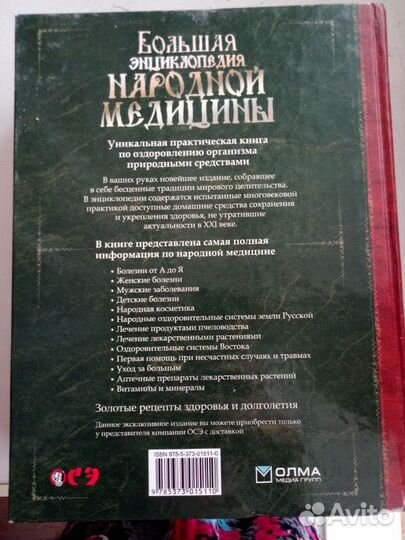 БОЛЬШАЯ
ЭНЦИКЛОПЕДИЯ
НАРОДНОЙ
МЕДИЦИНЫ
Уникальная практическая книга
по оздоровлению организма
природными средствами
В ваших руках новейшее издание, собравшее
в себе бесценные традиции мирового целительства.
В энциклопедии содержатся испытанные многовековой
практикой доступные домашние средства сохранения
и укрепления здоровья, не утратившие
актуальности в XXI веке.
В книге представлена самая полная
информация по народной медицине
• Болезни от А до Я
• Женские болезни
• Мужские заболевания
• Детские болезни
• Народная косметика
• Народные оздоровительные системы земли Русской
• Лечение продуктами пчеловодства
• Лечение лекарственными растениями
• Оздоровительные системы Востока
• Первая помощь при несчастных случаях и травмах
• Уход за больным
• Аптечные препараты лекарственных растений
• Витамины и минералы
Золотые рецепты здоровья и долголетия
Данное эксклюзивное издание вы можете приобрести только
у представителя компании ОСЭ с доставкой
ISBN 978-5-373-01511-0
9 785373 015110
ОСЭ
ОЛМА
МЕДИА ГРУПП
Avito